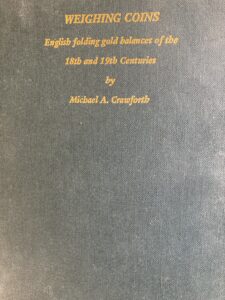 WEIGHING COINS
English folding gold balances of the
18th and 19th Centuries
by
Michael A. Crawforth